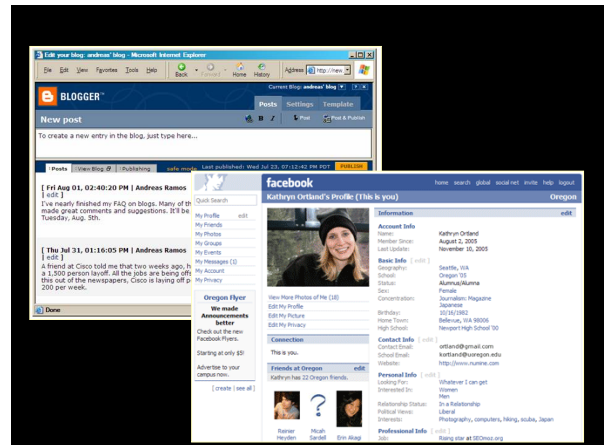 Edit your blog: andreas' blog - Microsoft Internet Explorer
File Edit View Favorites Tools Help
Back Forward Home History Address http://new
Current Blog: andreas' blog
BLOGGER
Posts Settings Template
New post
B I Post Post & Publish
To create a new entry in the blog, just type here...
Posts View Blog Publishing safe mode Last published: Wed Jul 23, 07:12:43 PM PDT PUBLISH
[ Fri Aug 01, 02:40:20 PM | Andreas Ramos
[ edit ]
I've nearly finished my FAQ on blogs. Many of th
made great comments and suggestions. It'll be
Tuesday, Aug. 5th.
[ Thu Jul 31, 01:16:05 PM | Andreas Ramos
[ edit ]
A friend at Cisco told me that two weeks ago, h
a 1,500 person layoff. All the jobs are being off
this out of the newspapers, Cisco is laying off p
200 per week.
Done
facebook
home search global social net invite help logout
Kathryn Ortland's Profile (This is you) Oregon
Quick Search
My Profile edit
My Friends
My Photos
My Groups
My Events
My Messages (1)
My Account
My Privacy
Oregon Flyer
We made
Announcements
better
Check out the new
Facebook Flyers.
Starting at only $5!
Advertise to your
campus now.
[ create | see all ]
View More Photos of Me (18)
Edit My Profile
Edit My Picture
Edit My Privacy
Connection
This is you.
Friends at Oregon edit
Kathryn has 22 Oregon friends.
Reiner
Heyden
Micah
Sardell
Erin Akagi
Information edit
Account Info
Name: Kathryn Ortland
Member Since: August 2, 2005
Last Update: November 10, 2005
Basic Info [ edit ]
Geography: Seattle, WA
School: Oregon '05
Status: Alumnus/Alumna
Sex: Female
Concentration: Journalism: Magazine
Japanese
Birthday: 10/16/1982
Home Town: Bellevue, WA 98006
High School: Newport High School '00
Contact Info [ edit ]
Contact Email: ortland@gmail.com
School Email: kortland@uoregon.edu
Website: http://www.numine.com
Personal Info [ edit ]
Looking For: Whatever I can get
Interested In: Women
Men
Relationship Status: In a Relationship
Political Views: Liberal
Interests: Photography, computers, hiking, scuba, Japan
Professional Info [ edit ]
Job: Rising star at SEOmoz.org